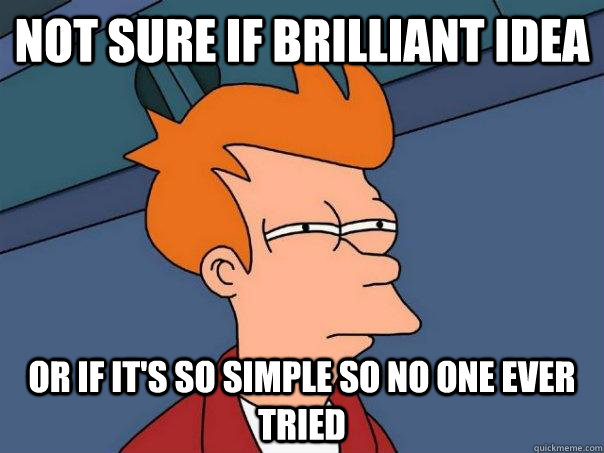 NOT SURE IF BRILLIANT IDEA
OR IF IT'S SO SIMPLE SO NO ONE EVER
TRIED
quickmeme.com